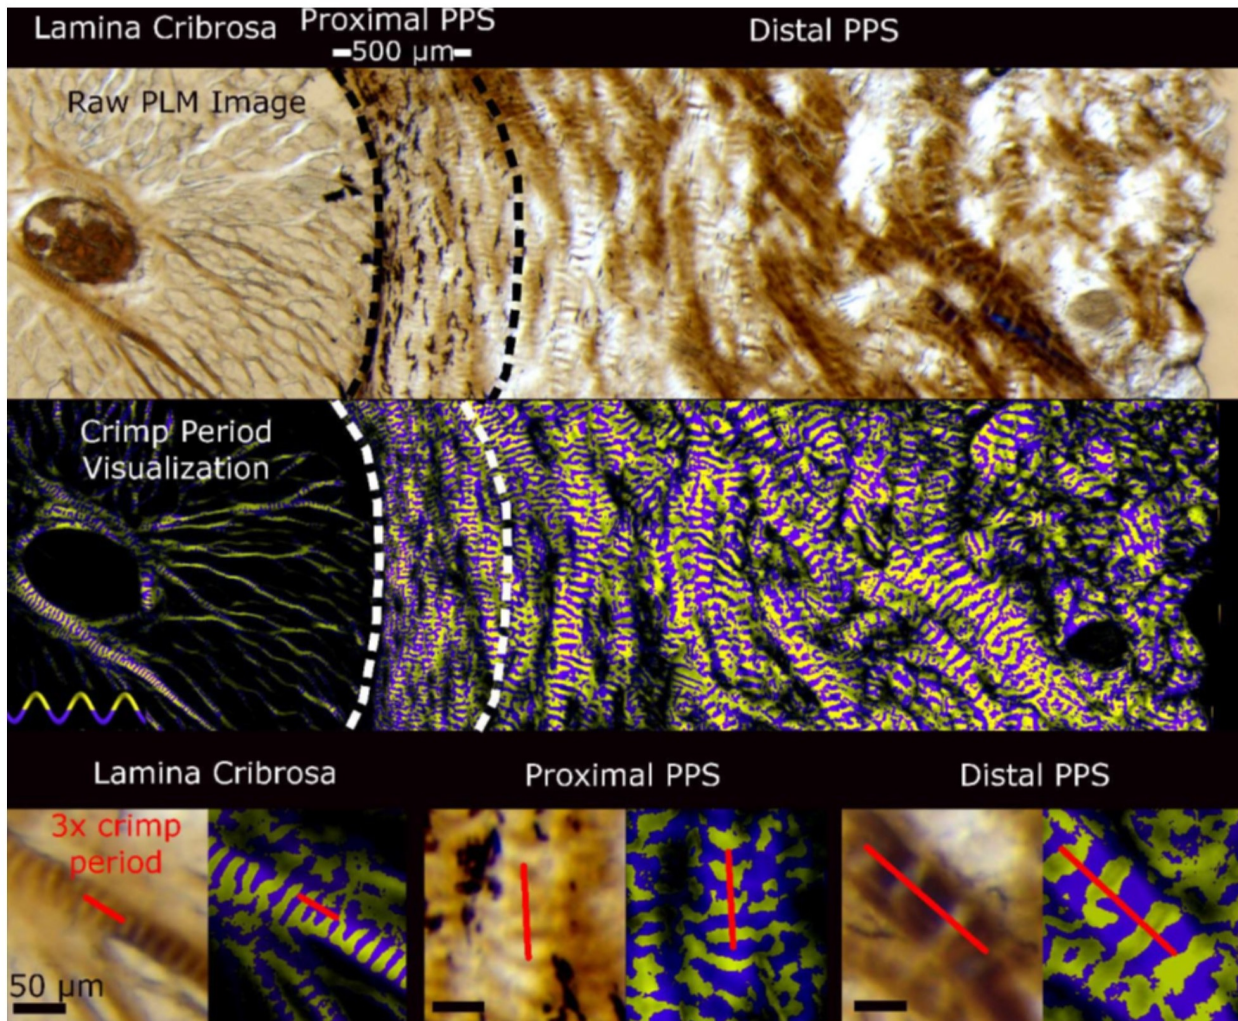 Lamina Cribrosa
Proximal PPS
500 μm
Distal PPS
Raw PLM Image
Crimp Period
Visualization
Lamina Cribrosa
Proximal PPS
Distal PPS
3x crimp
period
50 μm